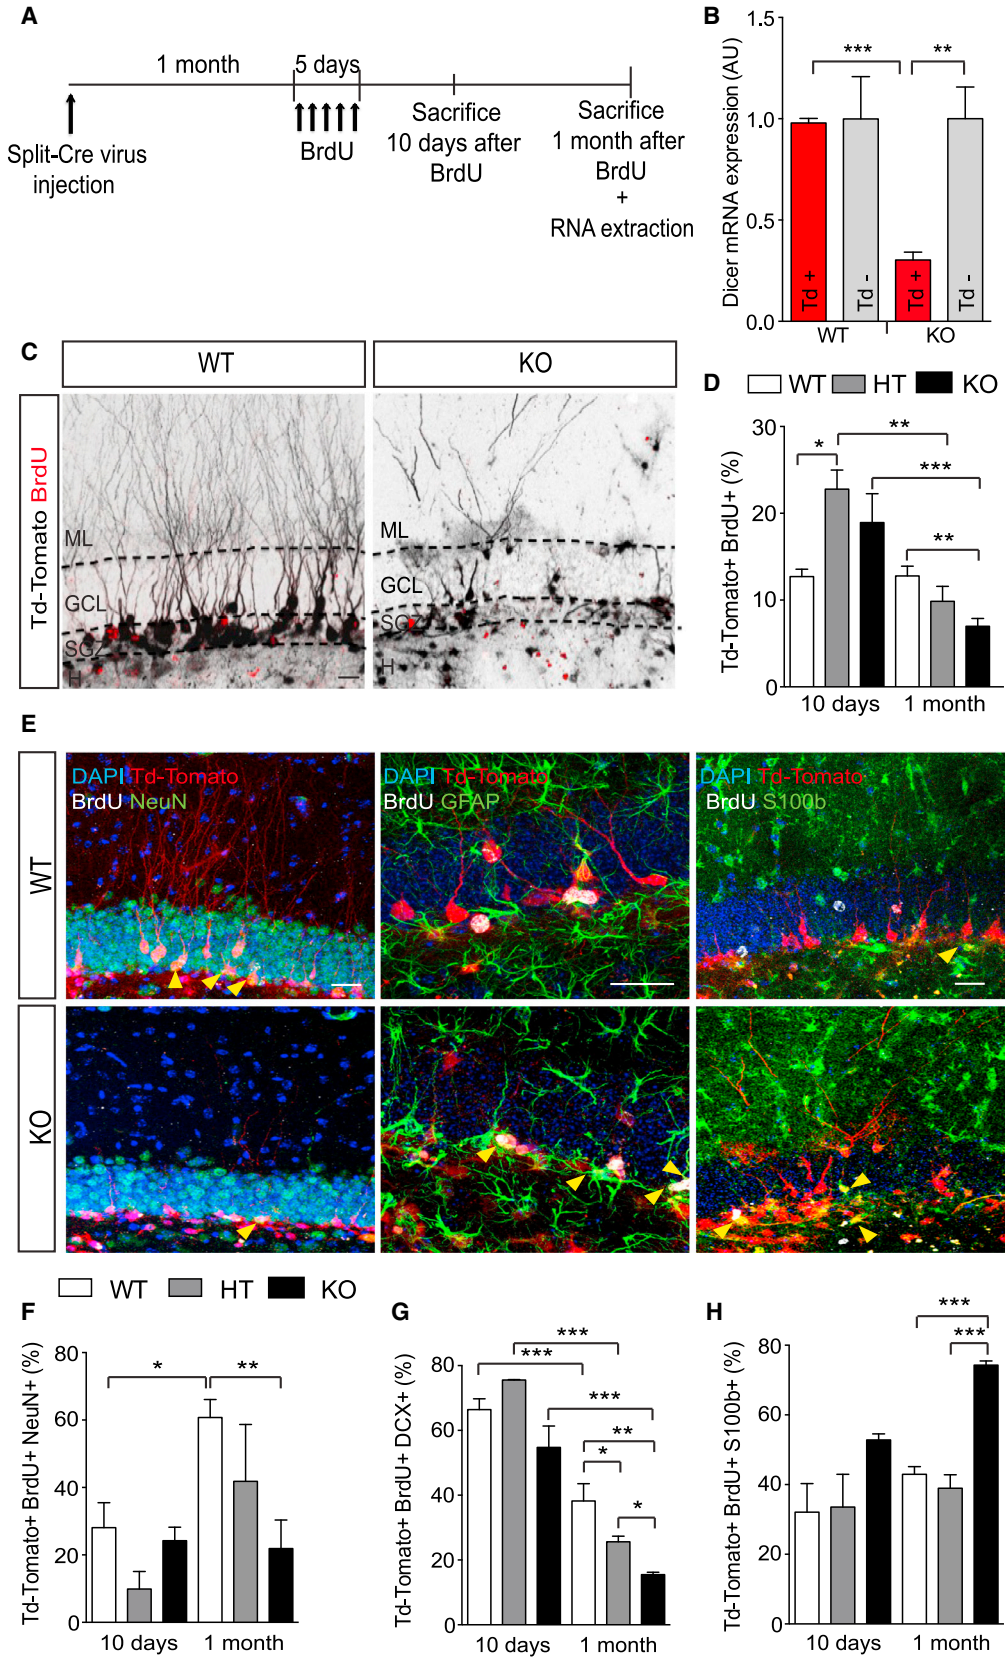 A
1 month
5 days
Split-Cre virus
injection
BrdU
Sacrifice
10 days after
BrdU
Sacrifice
1 month after
BrdU
+
RNA extraction
B
Dicer mRNA expression (AU)
1.5
1.0
0.5
0.0
***
**
Td +
Td -
Td +
Td -
WT
KO
C
WT
KO
Td-Tomato BrdU
ML
GCL
SGZ
H
ML
GCL
SGZ
H
D
WT
HT
KO
Td-Tomato+ BrdU+ (%)
30
20
10
0
*
**
***
**
10 days
1 month
E
WT
KO
DAPI Td-Tomato
BrdU NeuN
DAPI Td-Tomato
BrdU GFAP
DAPI Td-Tomato
BrdU S100b
WT
HT
KO
F
Td-Tomato+ BrdU+ NeuN+ (%)
80
60
40
20
0
*
**
10 days
1 month
G
Td-Tomato+ BrdU+ DCX+ (%)
80
60
40
20
0
***
***
***
**
*
*
10 days
1 month
H
Td-Tomato+ BrdU+ S100b+ (%)
80
60
40
20
0
***
***
10 days
1 month